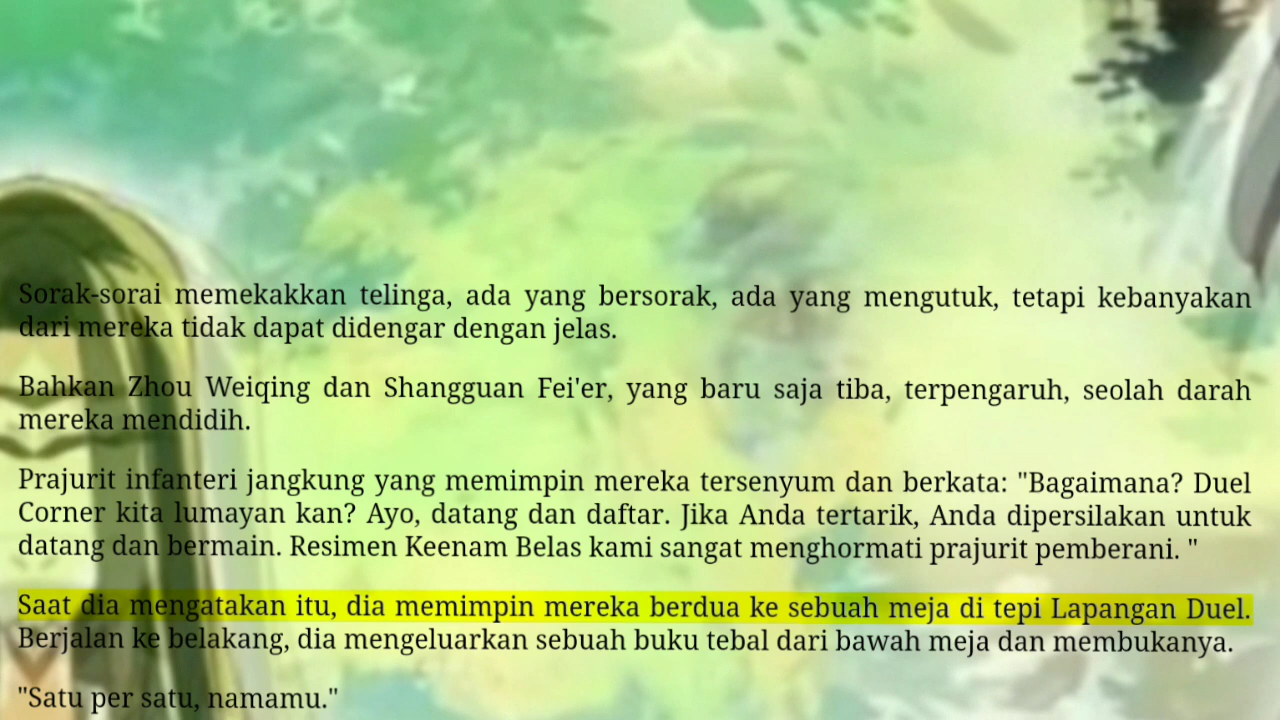 Sorak-sorai memekakkan telinga, ada yang bersorak, ada yang mengutuk, tetapi kebanyakan
dari mereka tidak dapat didengar dengan jelas.
Bahkan Zhou Weiqing dan Shangguan Fei'er, yang baru saja tiba, terpengaruh, seolah darah
mereka mendidih.
Prajurit infanteri jangkung yang memimpin mereka tersenyum dan berkata: "Bagaimana? Duel
Corner kita lumayan kan? Ayo, datang dan daftar. Jika Anda tertarik, Anda dipersilakan untuk
datang dan bermain. Resimen Keenam Belas kami sangat menghormati prajurit pemberani. "
Saat dia mengatakan itu, dia memimpin mereka berdua ke sebuah meja di tepi Lapangan Duel.
Berjalan ke belakang, dia mengeluarkan sebuah buku tebal dari bawah meja dan membukanya.
"Satu per satu, namamu."